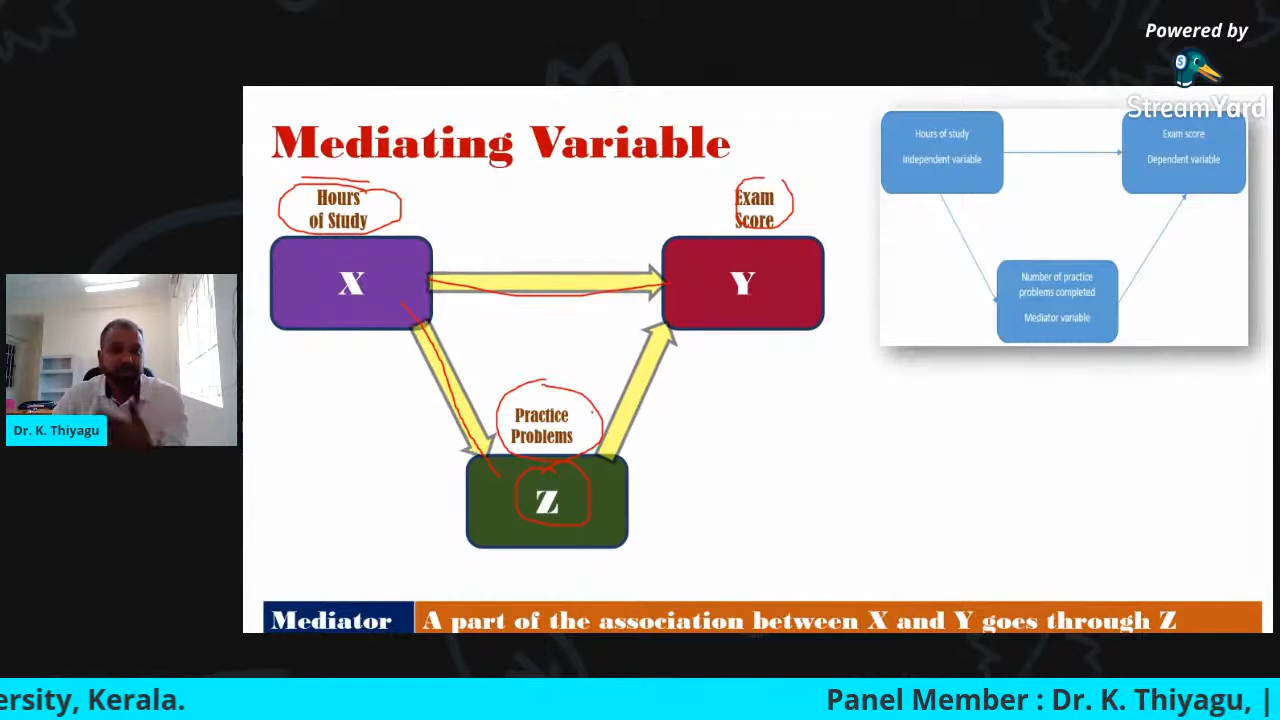 Powered by
StreamYard
Mediating Variable
Hours
of Study
Exam
Score
X
Y
Practice
Problems
Z
Hours of study
Independent variable
Exam score
Dependent variable
Number of practice
problems completed
Mediator variable
Dr. K. Thiyagu
Mediator
A part of the association between X and Y goes through Z
ersity, Kerala.
Panel Member : Dr. K. Thiyagu, |